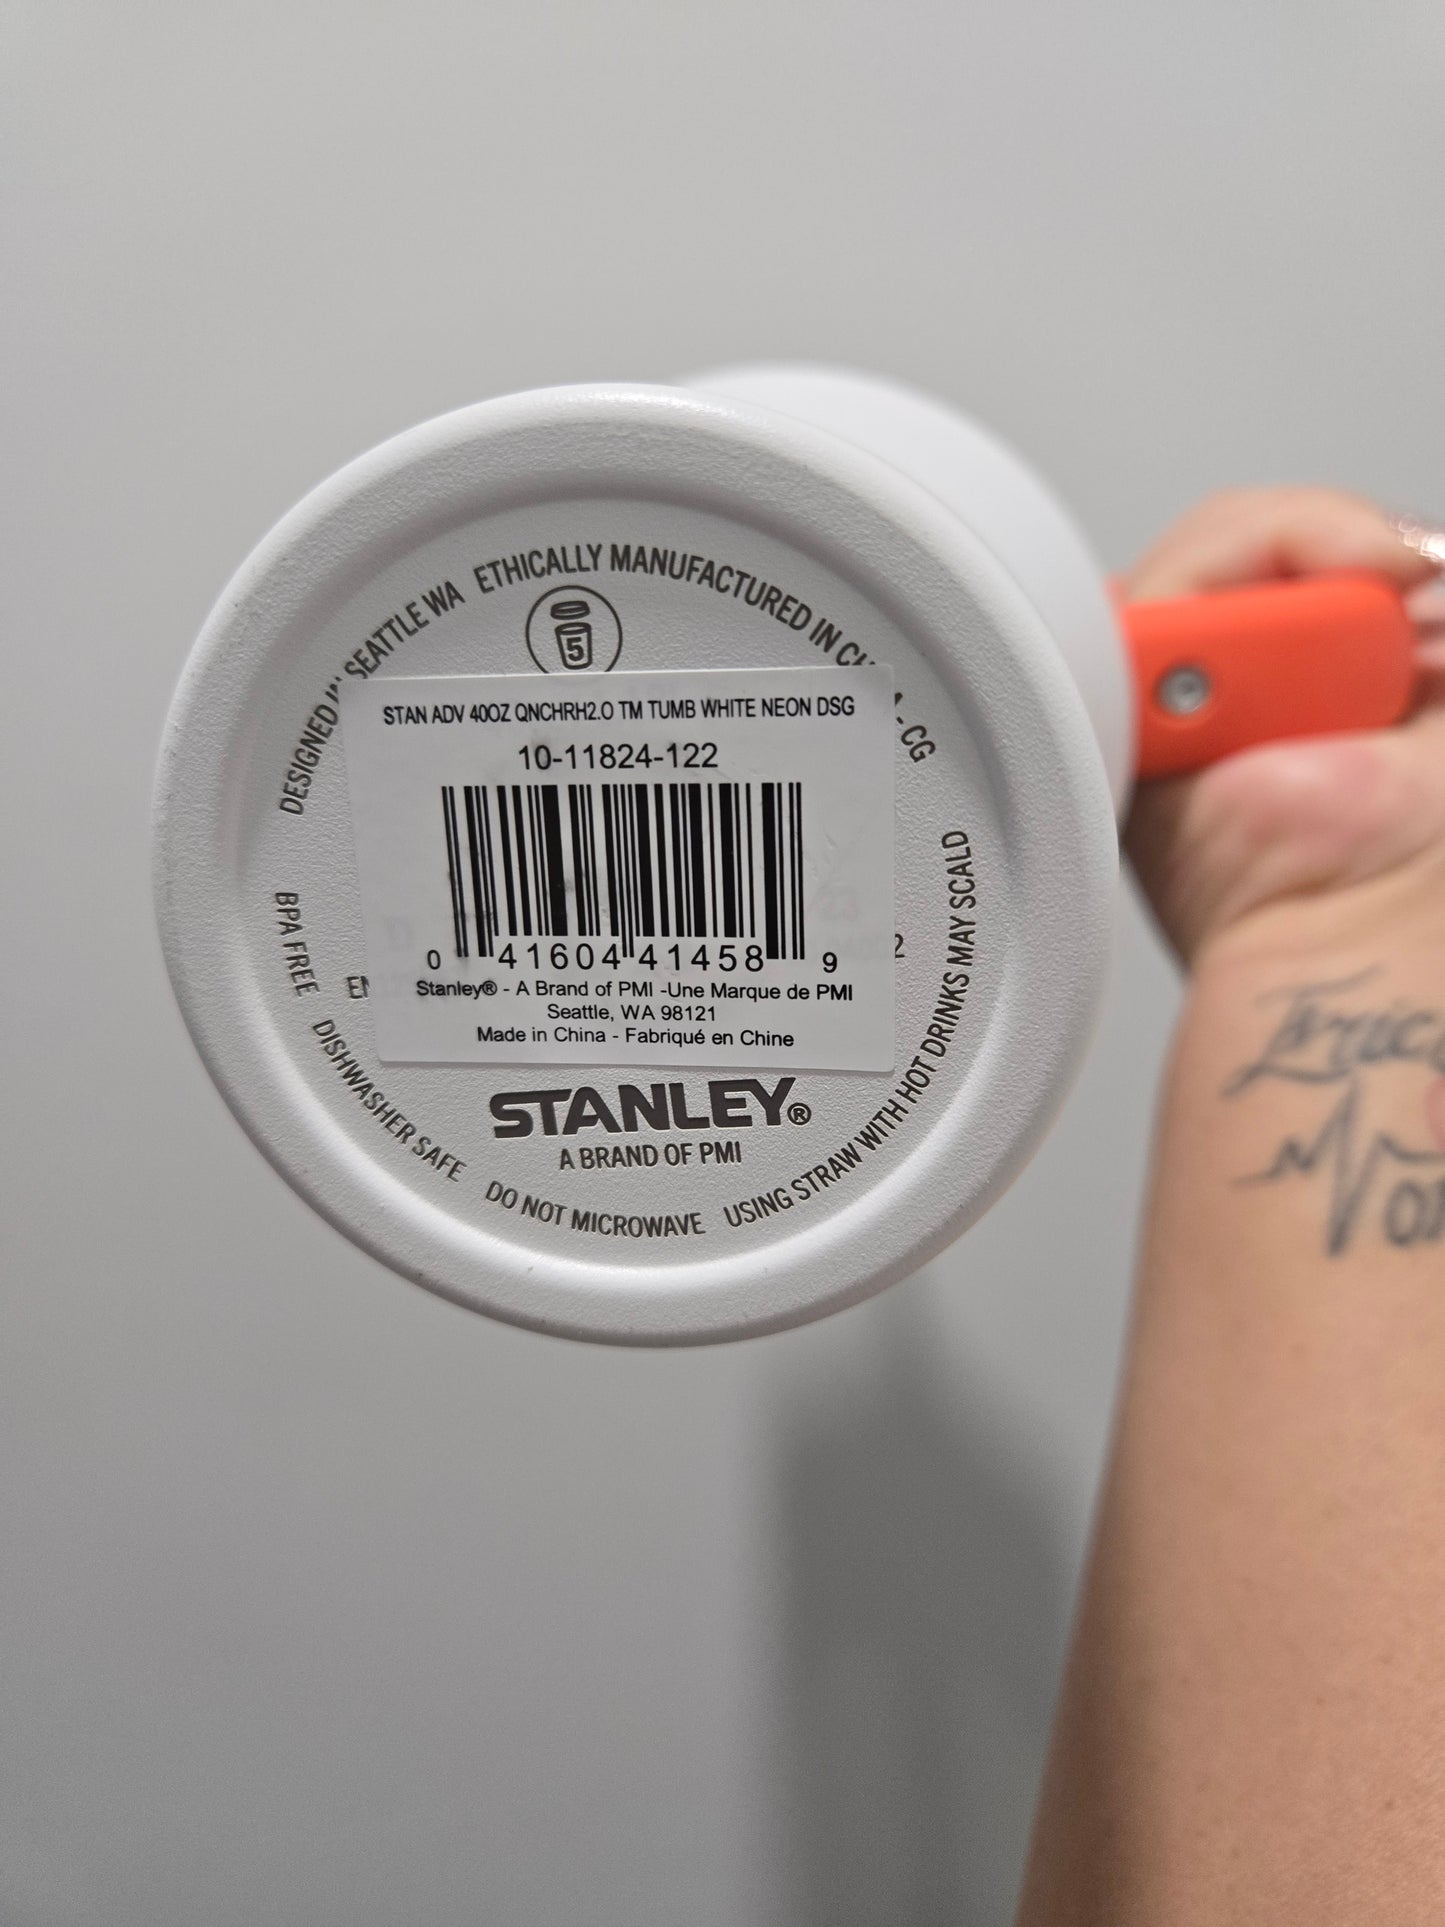 DESIGNED IN SEATTLE WA
ETHICALLY MANUFACTURED IN
- CG
5
STAN ADV 40OZ QNCHRH2.O TM TUMB WHITE NEON DSG
10-11824-122
0 41604 41458 9
Stanley® - A Brand of PMI -Une Marque de PMI
Seattle, WA 98121
Made in China - Fabriqué en Chine
STANLEY®
A BRAND OF PMI
BPA FREE
DISHWASHER SAFE
DO NOT MICROWAVE
USING STRAW WITH HOT DRINKS MAY SCALD